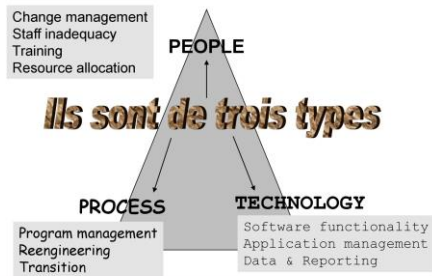 Change management
Staff inadequacy
Training
Resource allocation
PEOPLE
Ils sont de trois types
PROCESS
Program management
Reengineering
Transition
TECHNOLOGY
Software functionality
Application management
Data & Reporting